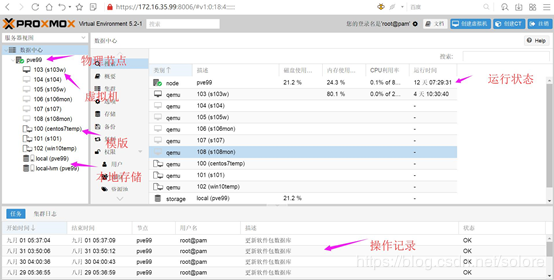 https://172.16.35.99:8006/#v1:0:18:4:::::
PROXMOX Virtual Environment 5.2-1 搜索 您的登录名是'root@pam' 文档 创建虚拟机 创建CT 注销
服务器视图
数据中心
pve99
103 (s103w)
104 (s104)
105 (s105w)
106 (s106mon)
107 (s107)
108 (s108mon)
100 (centos7temp)
101 (s101)
102 (win10temp)
local (pve99)
local-lvm (pve99)
物理节点
虚拟机
模版
本地存储
数据中心 Help
搜索
概要
集群
选项
存储
备份
复制
权限
用户
群组
资源池
搜索:
类别 描述 磁盘使用... 内存使用... CPU利用率 运行时间
node pve99 21.2 % 24.3 % 0.1% of 8... 12 天 07:29:31
qemu 103 (s103w) 80.1 % 0.0% of 2... 4 天 10:30:40
qemu 104 (s104) -
qemu 105 (s105w) -
qemu 106 (s106mon) -
qemu 107 (s107) -
qemu 108 (s108mon) -
qemu 100 (centos7temp) -
qemu 101 (s101) -
qemu 102 (win10temp) -
storage local (pve99) 21.2 % -
运行状态
任务 集群日志
开始时间 结束时间 节点 用户名 描述 状态
八月 01 05:37:04 八月 01 05:37:09 pve99 root@pam 更新软件包数据库 OK
八月 31 03:50:06 八月 31 03:50:12 pve99 root@pam 更新软件包数据库 OK
八月 30 04:00:36 八月 30 04:00:43 pve99 root@pam 更新软件包数据库 OK
八月 29 05:36:55 八月 29 05:36:59 pve99 root@pam 更新软件包数据库 OK
操作记录
https://blog.csdn.net/solora